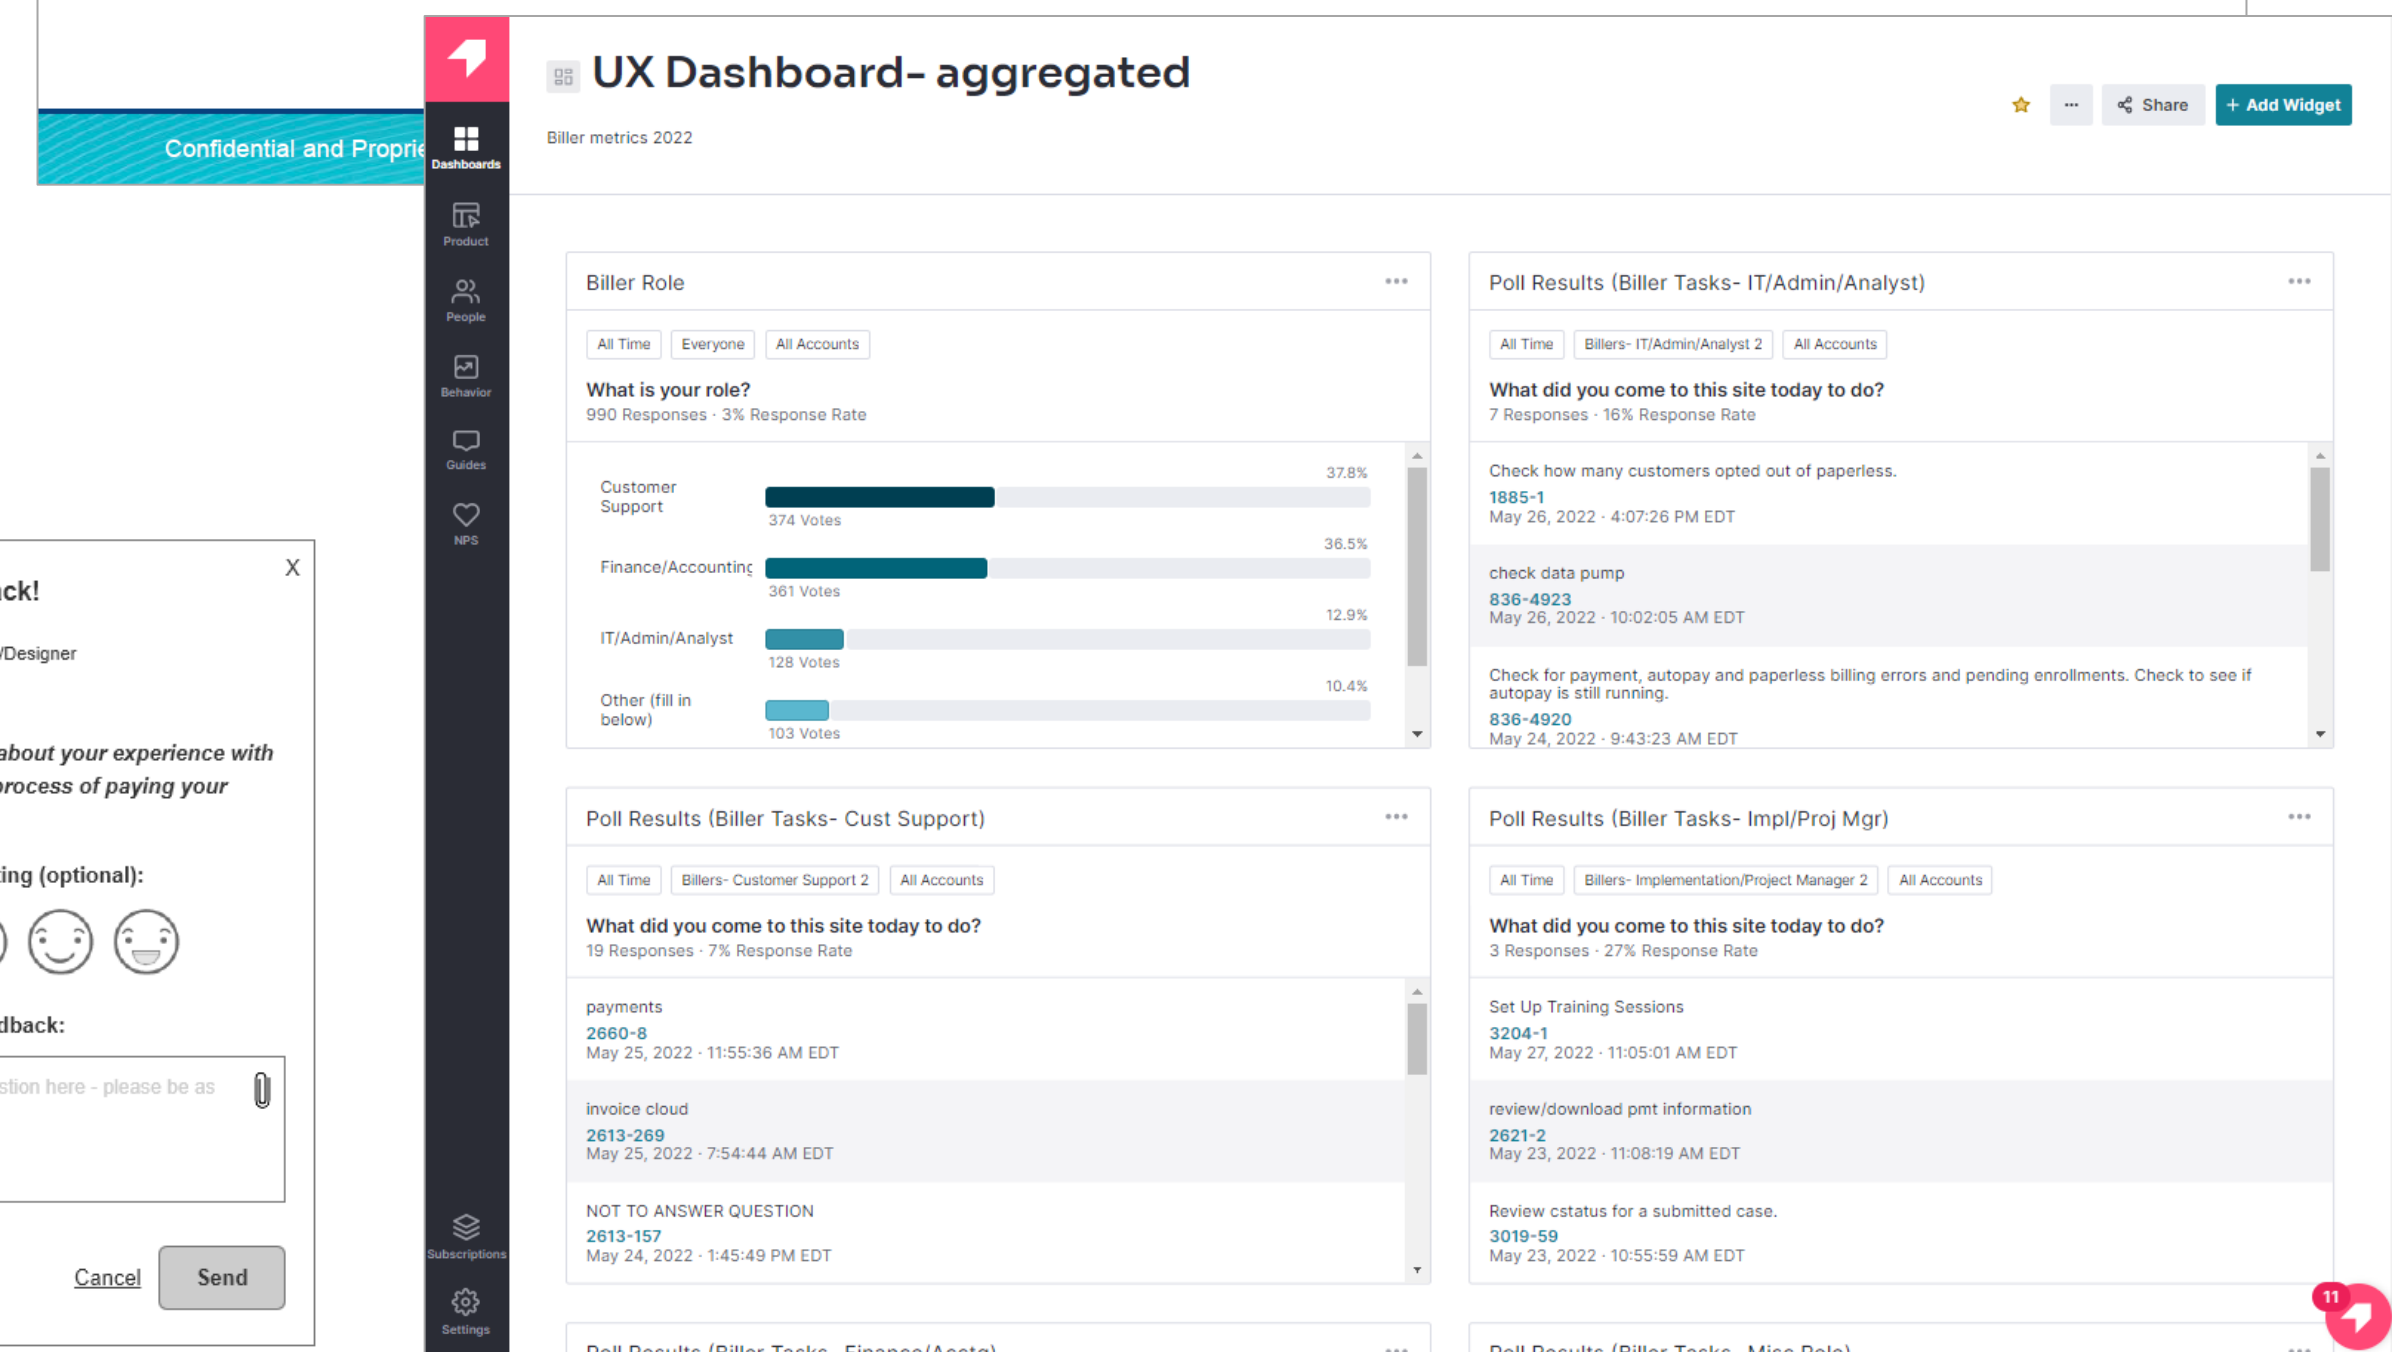 Confidential and Proprie
ack!
/Designer
about your experience with
process of paying your
ting (optional):
dback:
stion here - please be as
X
Cancel
Send
Dashboards
Product
People
Behavior
Guides
NPS
Subscriptions
Settings
UX Dashboard- aggregated
Biller metrics 2022
... Share + Add Widget
Biller Role
All Time Everyone All Accounts
What is your role?
990 Responses · 3% Response Rate
37.8%
Customer
Support
374 Votes
36.5%
Finance/Accounting
361 Votes
12.9%
IT/Admin/Analyst
128 Votes
10.4%
Other (fill in
below)
103 Votes
Poll Results (Biller Tasks- IT/Admin/Analyst)
All Time Billers- IT/Admin/Analyst 2 All Accounts
What did you come to this site today to do?
7 Responses · 16% Response Rate
Check how many customers opted out of paperless.
1885-1
May 26, 2022 · 4:07:26 PM EDT
check data pump
836-4923
May 26, 2022 · 10:02:05 AM EDT
Check for payment, autopay and paperless billing errors and pending enrollments. Check to see if
autopay is still running.
836-4920
May 24, 2022 · 9:43:23 AM EDT
Poll Results (Biller Tasks- Cust Support)
All Time Billers- Customer Support 2 All Accounts
What did you come to this site today to do?
19 Responses · 7% Response Rate
payments
2660-8
May 25, 2022 · 11:55:36 AM EDT
invoice cloud
2613-269
May 25, 2022 · 7:54:44 AM EDT
NOT TO ANSWER QUESTION
2613-157
May 24, 2022 · 1:45:49 PM EDT
Poll Results (Biller Tasks- Impl/Proj Mgr)
All Time Billers- Implementation/Project Manager 2 All Accounts
What did you come to this site today to do?
3 Responses · 27% Response Rate
Set Up Training Sessions
3204-1
May 27, 2022 · 11:05:01 AM EDT
review/download pmt information
2621-2
May 23, 2022 · 11:08:19 AM EDT
Review cstatus for a submitted case.
3019-59
May 23, 2022 · 10:55:59 AM EDT
Poll Results (Biller Tasks- Finance/Acctg)
Poll Results (Biller Tasks- Misc Role)
11